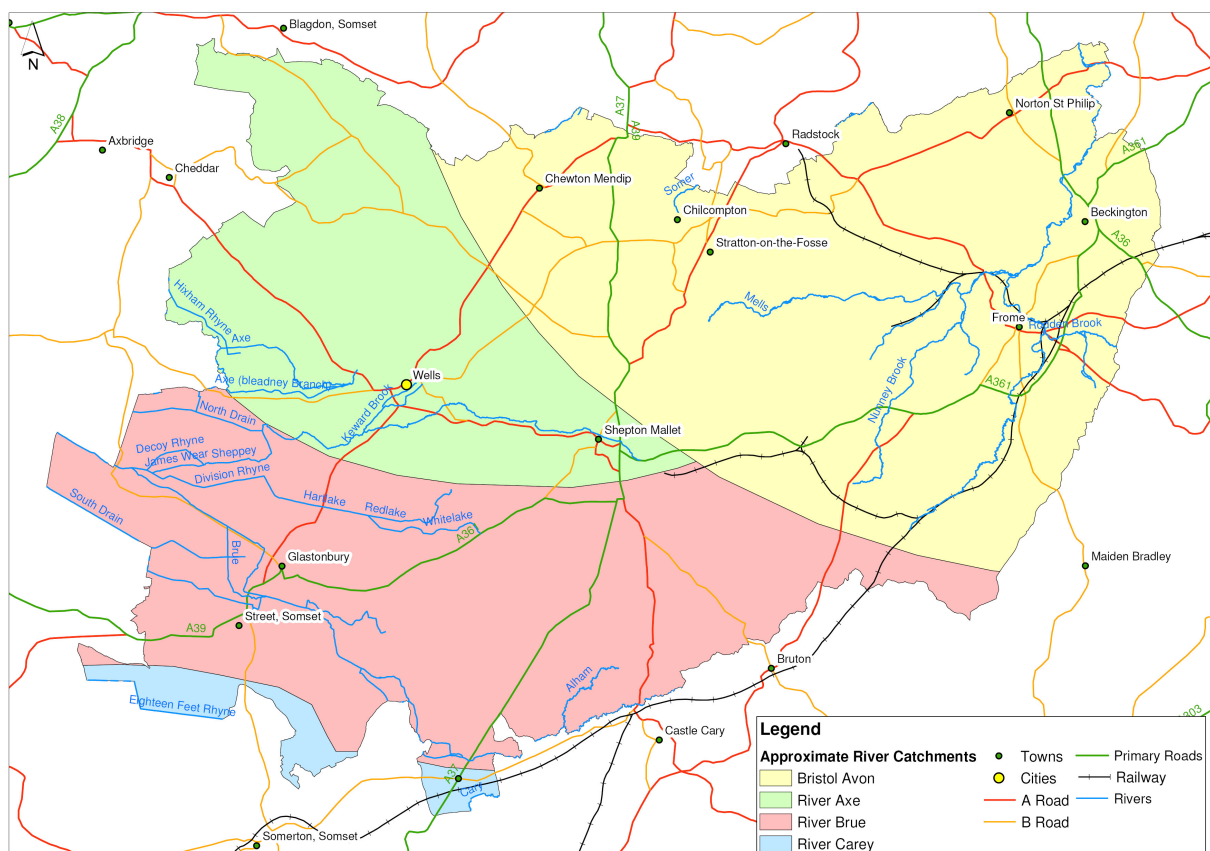 Blagdon, Somset
N
A37
A39
A38
Axbridge
Cheddar
Norton St Philip
Radstock
A361
Chewton Mendip
Somer
Chilcompton
Beckington
A36
Stratton-on-the-Fosse
Hixham Rhyne
Mells
Axe
Frome
Rodden Brook
Axe (bleadney Branch)
Wells
Keward Brook
Nunney Brook
A361
North Drain
Shepton Mallet
Decoy Rhyne
James Wear Sheppey
Division Rhyne
South Drain
Hartlake
Redlake
Whitelake
A361
Brue
Glastonbury
Maiden Bradley
Street, Somset
A39
Bruton
Alham
Eighteen Feet Rhyne
A303
Castle Cary
A37
Cary
Somerton, Somset
Legend
Approximate River Catchments
Bristol Avon
River Axe
River Brue
River Carey
Towns
Cities
A Road
B Road
Primary Roads
Railway
Rivers